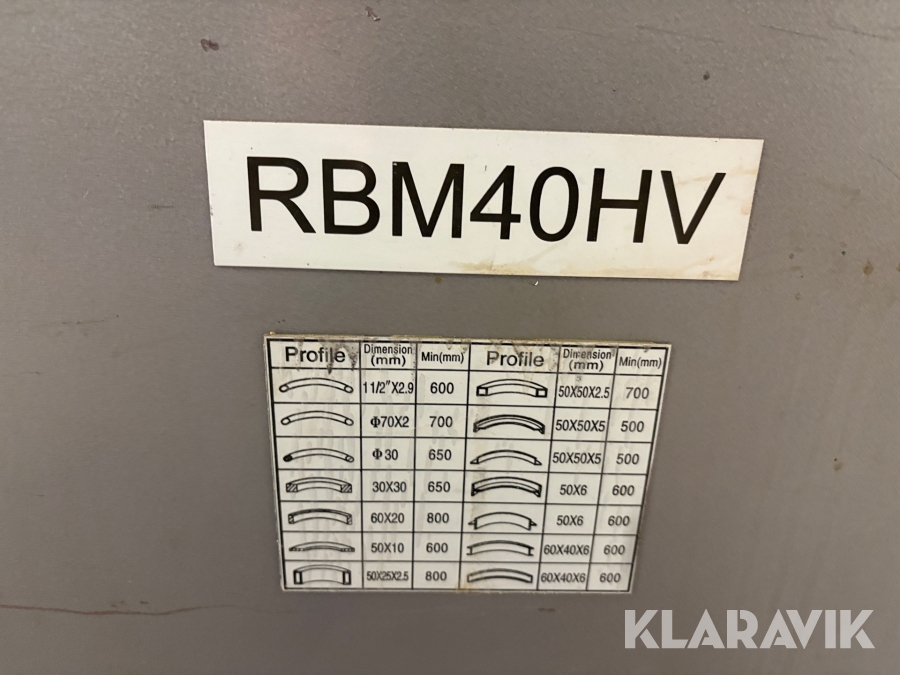 RBM40HV
Profile Dimension (mm) Min(mm) Profile Dimension (mm) Min(mm)
1 1/2"X2.9 600 50X50X2.5 700
Φ70X2 700 50X50X5 500
Φ30 650 50X50X5 500
30X30 650 50X6 600
60X20 800 50X6 600
50X10 600 60X40X6 600
50X25X2.5 800 60X40X6 600
KLARAVIK